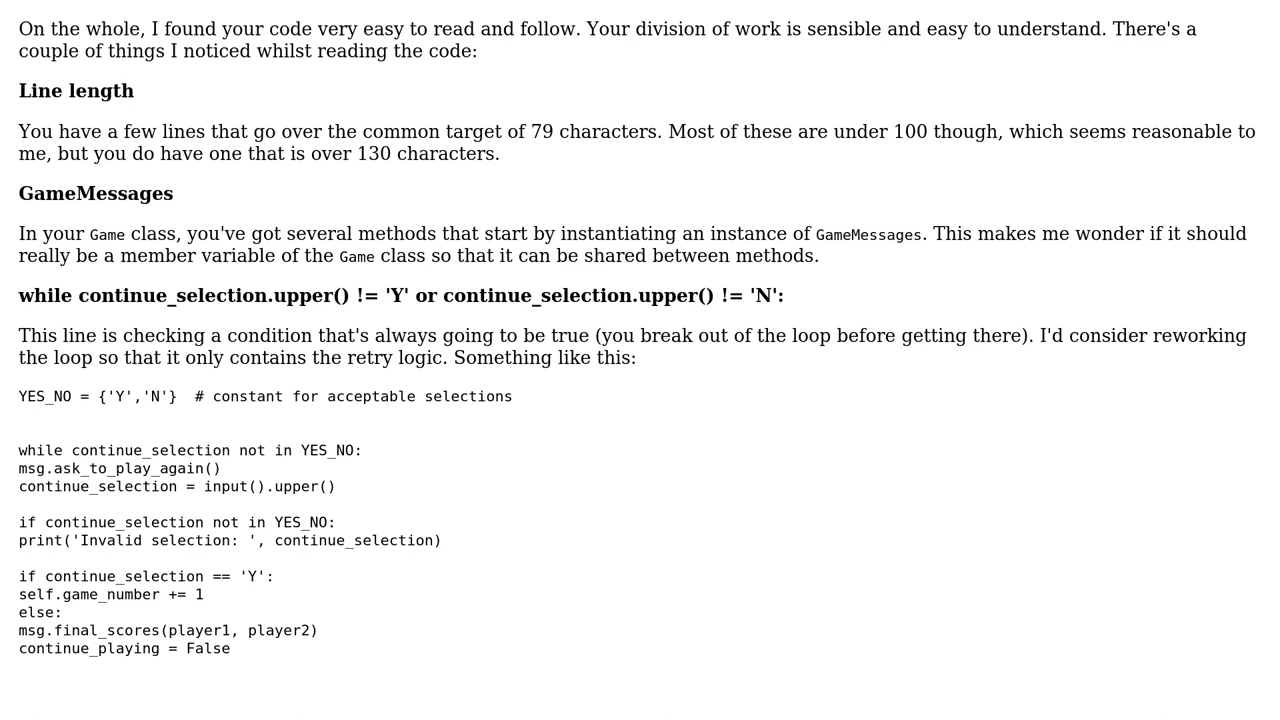 On the whole, I found your code very easy to read and follow. Your division of work is sensible and easy to understand. There's a
couple of things I noticed whilst reading the code:
Line length
You have a few lines that go over the common target of 79 characters. Most of these are under 100 though, which seems reasonable to
me, but you do have one that is over 130 characters.
GameMessages
In your Game class, you've got several methods that start by instantiating an instance of GameMessages. This makes me wonder if it should
really be a member variable of the Game class so that it can be shared between methods.
while continue_selection.upper() != 'Y' or continue_selection.upper() != 'N':
This line is checking a condition that's always going to be true (you break out of the loop before getting there). I'd consider reworking
the loop so that it only contains the retry logic. Something like this:
YES_NO = {'Y','N'}  # constant for acceptable selections
while continue_selection not in YES_NO:
msg.ask_to_play_again()
continue_selection = input().upper()
if continue_selection not in YES_NO:
print('Invalid selection: ', continue_selection)
if continue_selection == 'Y':
self.game_number += 1
else:
msg.final_scores(player1, player2)
continue_playing = False